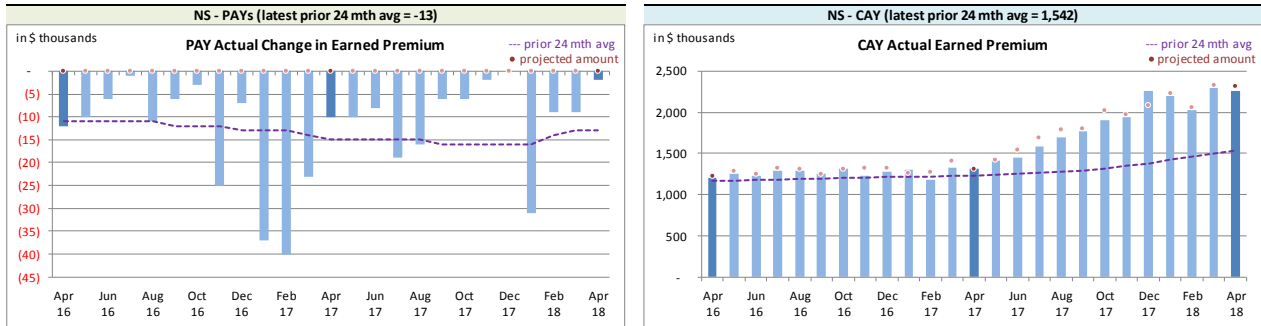 NS - PAYs (latest prior 24 mth avg = -13)
in $ thousands
PAY Actual Change in Earned Premium
--- prior 24 mth avg
● projected amount
-
(5)
(10)
(15)
(20)
(25)
(30)
(35)
(40)
(45)
Apr Jun Aug Oct Dec Feb Apr Jun Aug Oct Dec Feb Apr
16 16 16 16 16 17 17 17 17 17 17 18 18
NS - CAY (latest prior 24 mth avg = 1,542)
in $ thousands
CAY Actual Earned Premium
--- prior 24 mth avg
● projected amount
2,500
2,000
1,500
1,000
500
-
Apr Jun Aug Oct Dec Feb Apr Jun Aug Oct Dec Feb Apr
16 16 16 16 16 17 17 17 17 17 17 18 18